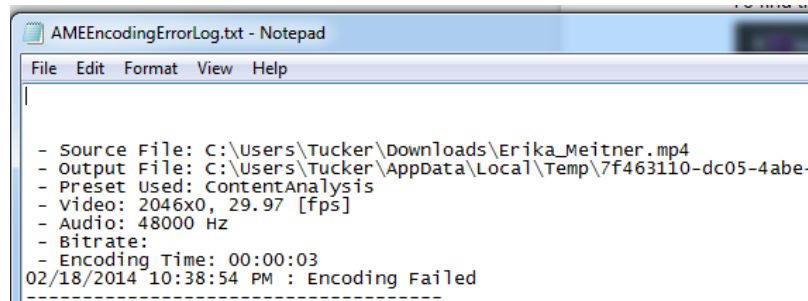 AMEEncodingErrorLog.txt - Notepad
File Edit Format View Help
- Source File: C:\Users\Tucker\Downloads\Erika_Meitner.mp4
- Output File: C:\Users\Tucker\AppData\Local\Temp\7f463110-dc05-4abe-
- Preset Used: ContentAnalysis
- Video: 2046x0, 29.97 [fps]
- Audio: 48000 Hz
- Bitrate:
- Encoding Time: 00:00:03
02/18/2014 10:38:54 PM : Encoding Failed
-------------------------------------